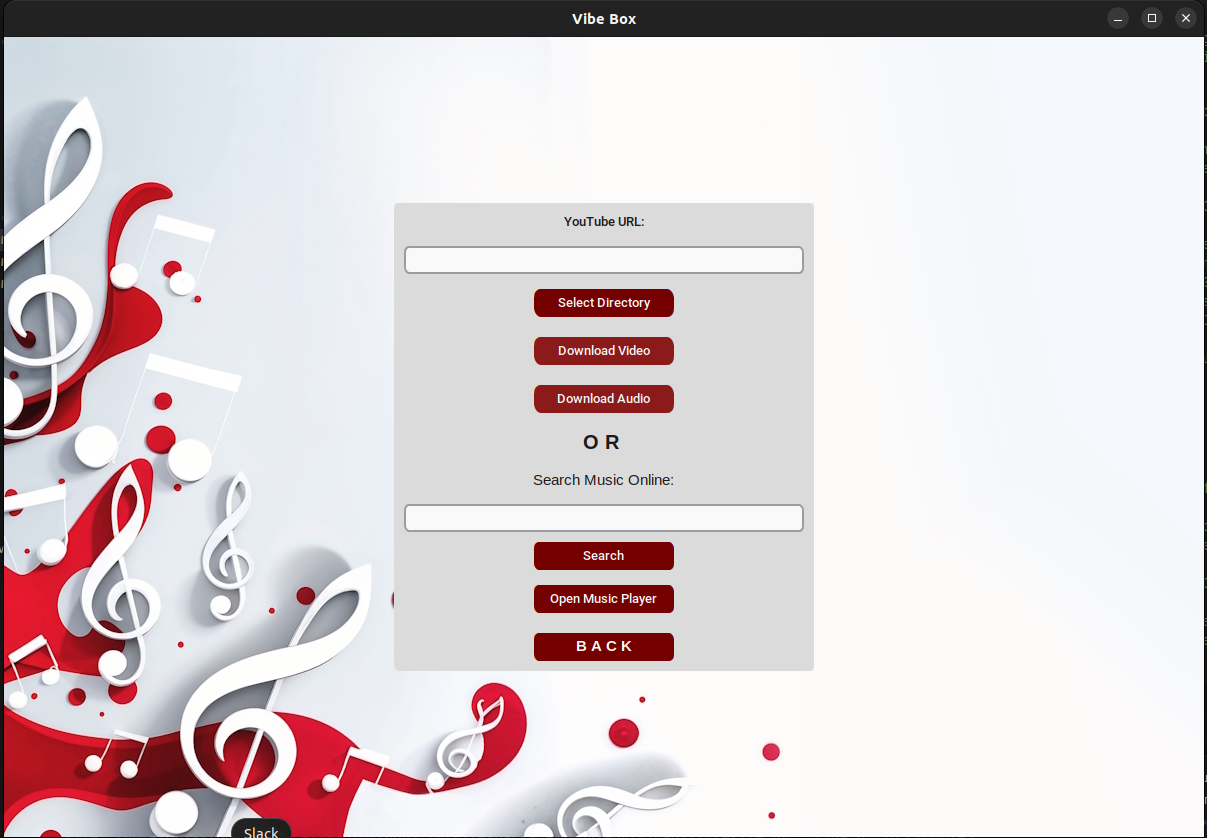 Vibe Box
YouTube URL:
Select Directory
Download Video
Download Audio
O R
Search Music Online:
Search
Open Music Player
B A C K
Slack